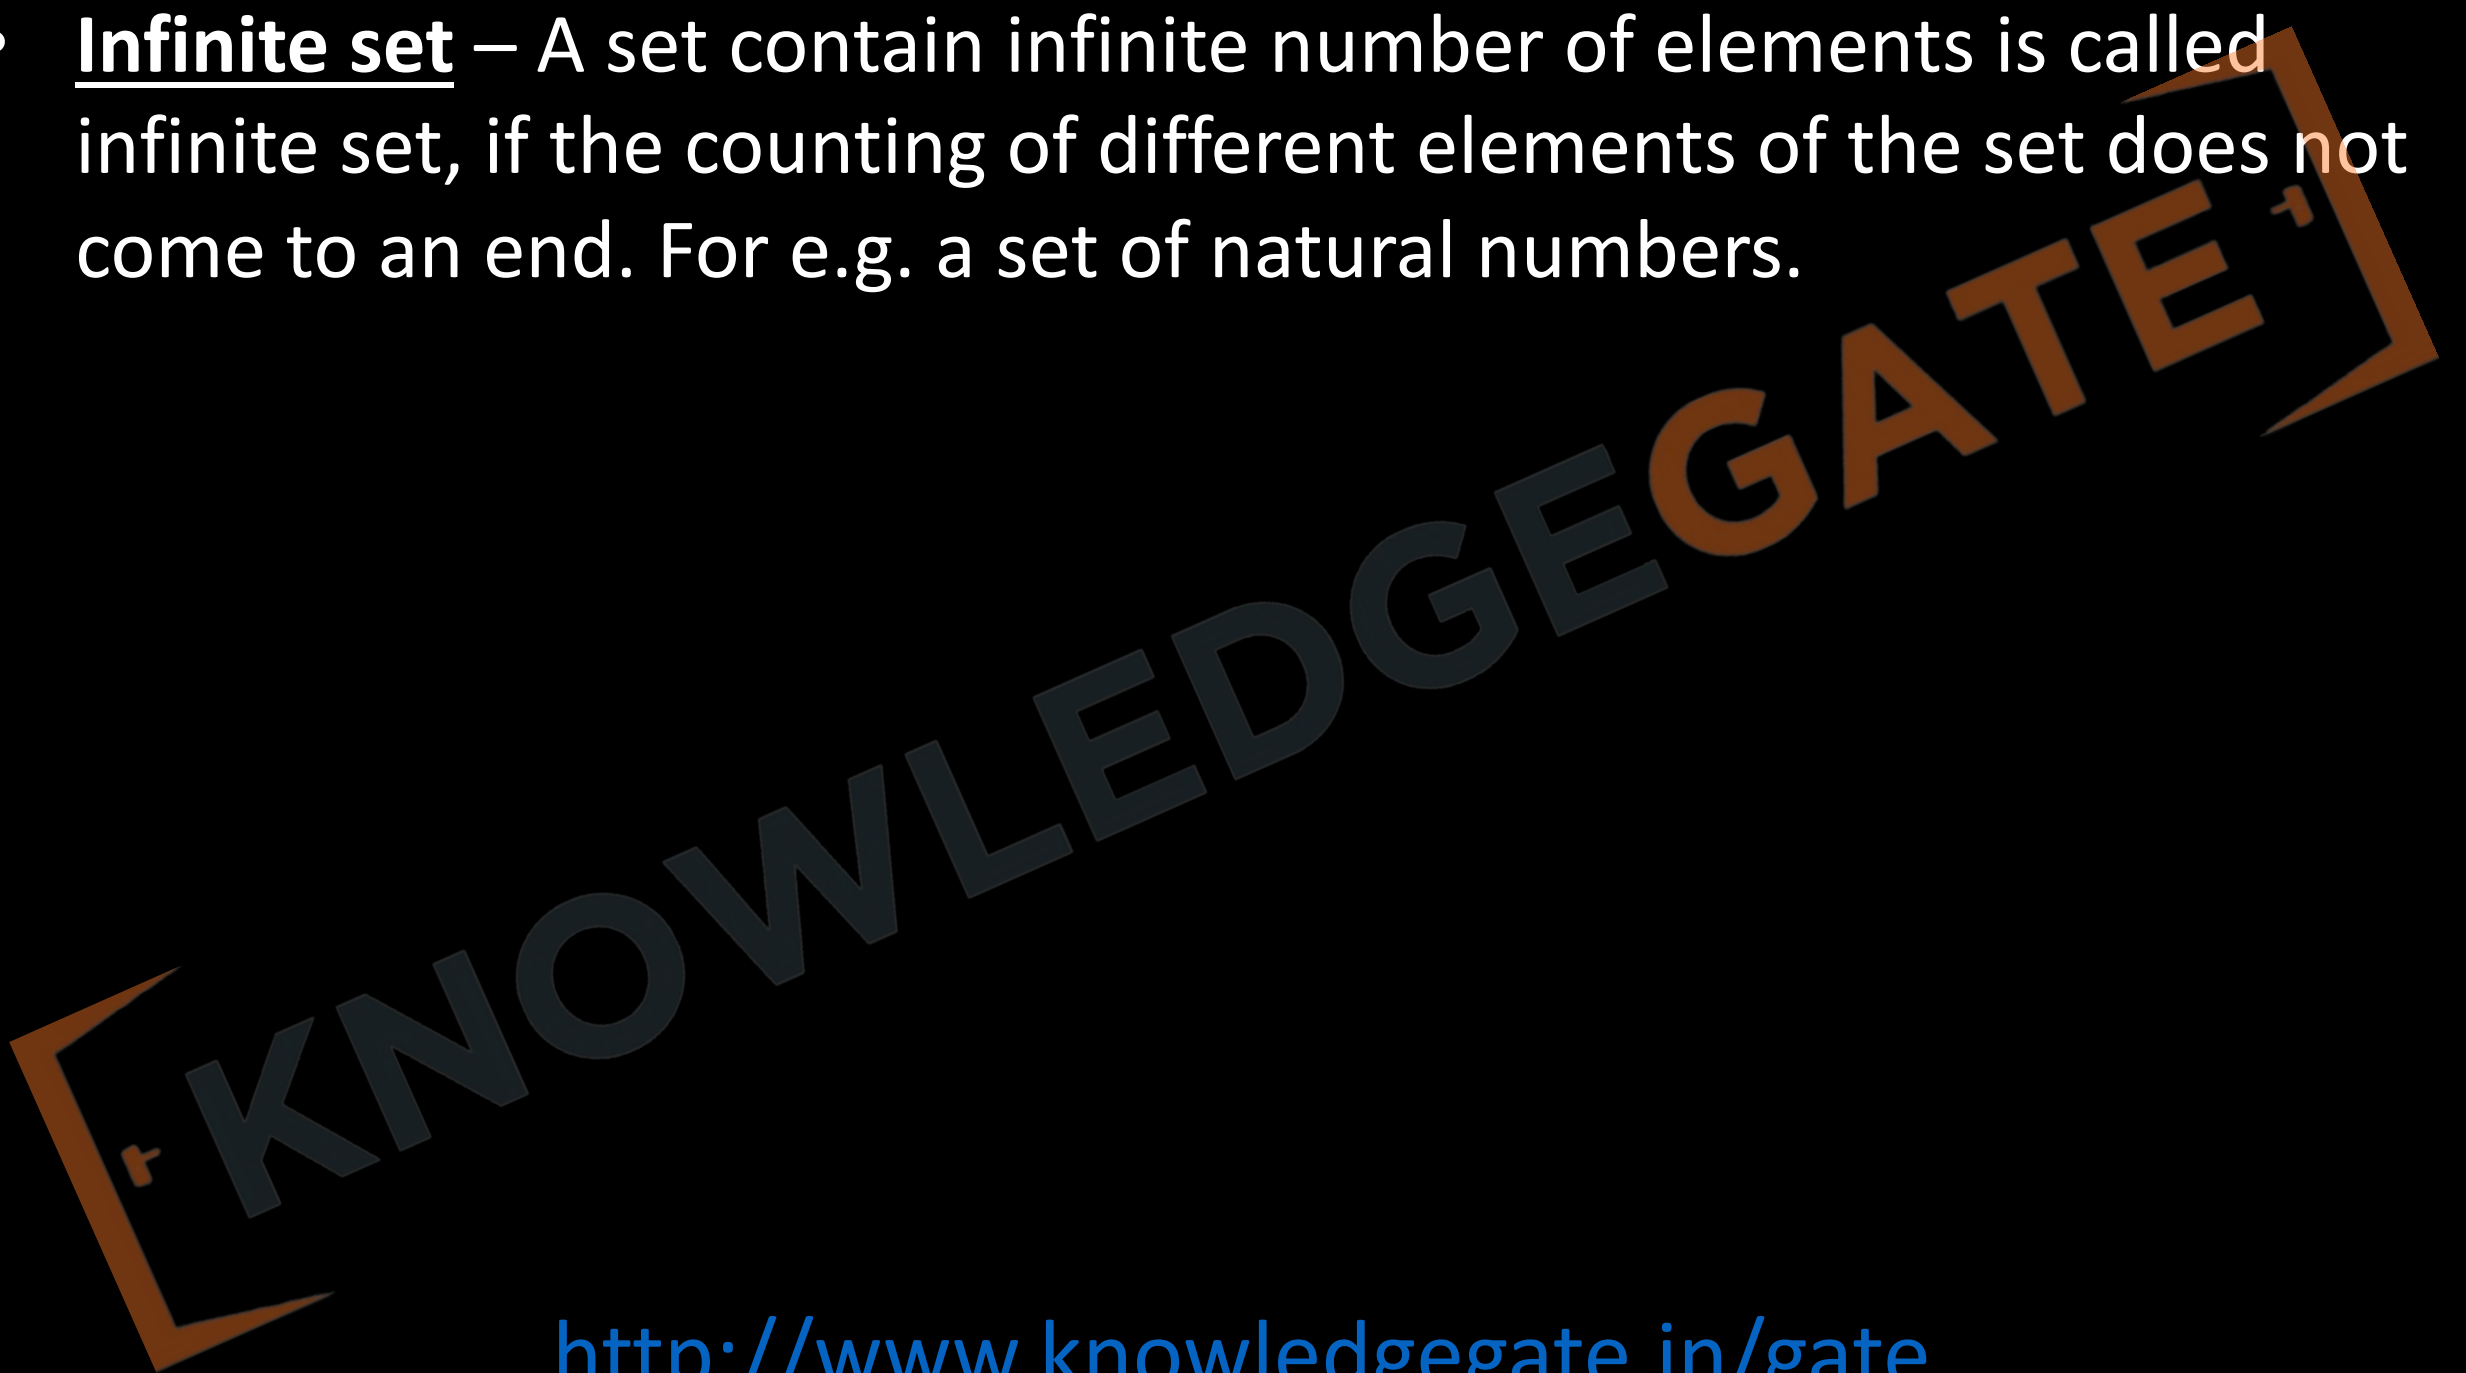 • Infinite set – A set contain infinite number of elements is called
infinite set, if the counting of different elements of the set does not
come to an end. For e.g. a set of natural numbers.
KNOWLEDGEGATE
http://www.knowledgegate.in/gate